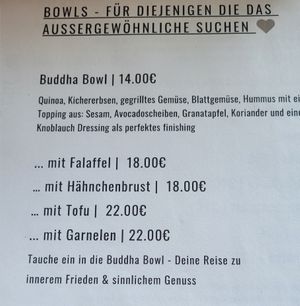 BOWLS - FÜR DIEJENIGEN DIE DAS
AUSSERGEWÖHNLICHE SUCHEN
Buddha Bowl | 14.00€
Quinoa, Kichererbsen, gegrilltes Gemüse, Blattgemüse, Hummus mit ei
Topping aus: Sesam, Avocadoscheiben, Granatapfel, Koriander und eine
Knoblauch Dressing als perfektes finishing
... mit Falaffel | 18.00€
... mit Hähnchenbrust | 18.00€
... mit Tofu | 22.00€
... mit Garnelen | 22.00€
Tauche ein in die Buddha Bowl - Deine Reise zu
innerem Frieden & sinnlichem Genuss